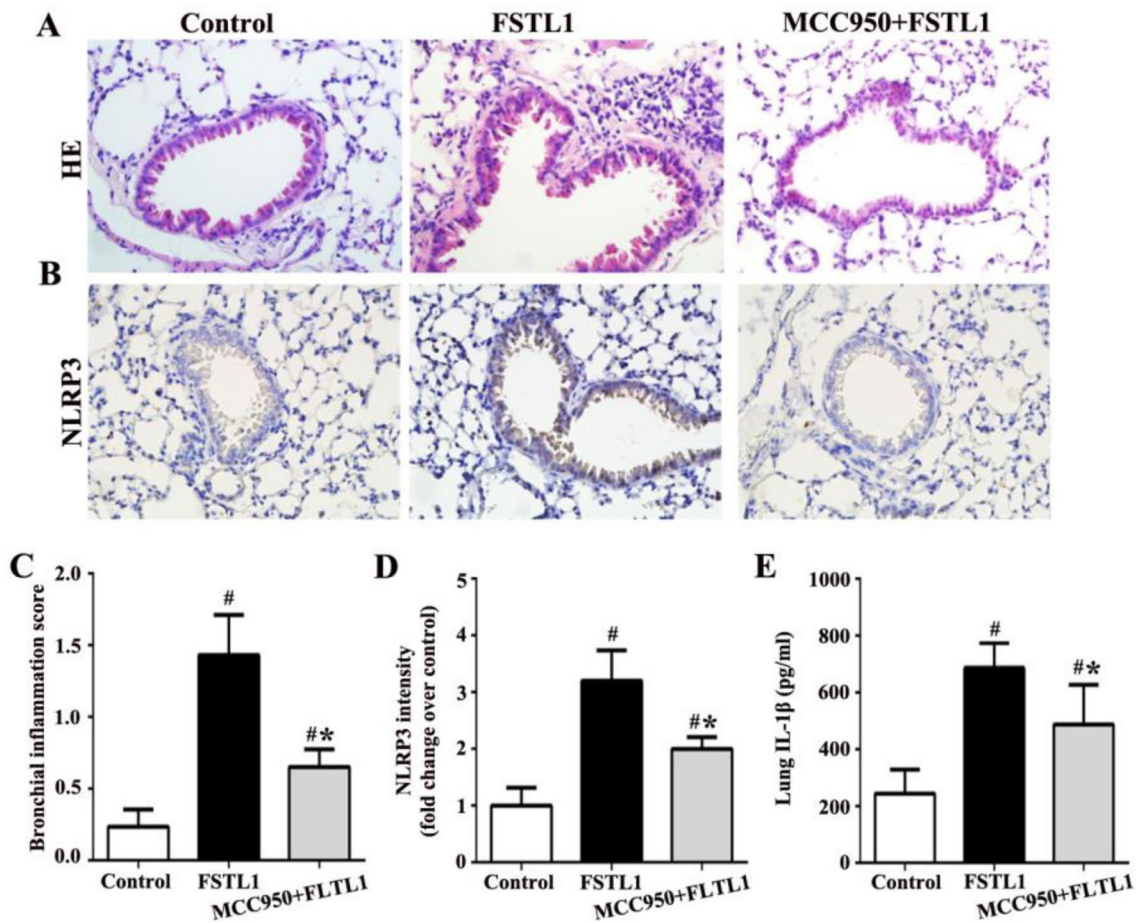 A
Control
FSTL1
MCC950+FSTL1
HE
B
NLRP3
C
Bronchial inflammation score
2.0
1.5
1.0
0.5
0.0
#
#*
Control
FSTL1
MCC950+FLTL1
D
NLRP3 intensity
(fold change over control)
5
4
3
2
1
0
#
#*
Control
FSTL1
MCC950+FLTL1
E
Lung IL-1β (pg/ml)
1000
800
600
400
200
0
#
#*
Control
FSTL1
MCC950+FLTL1